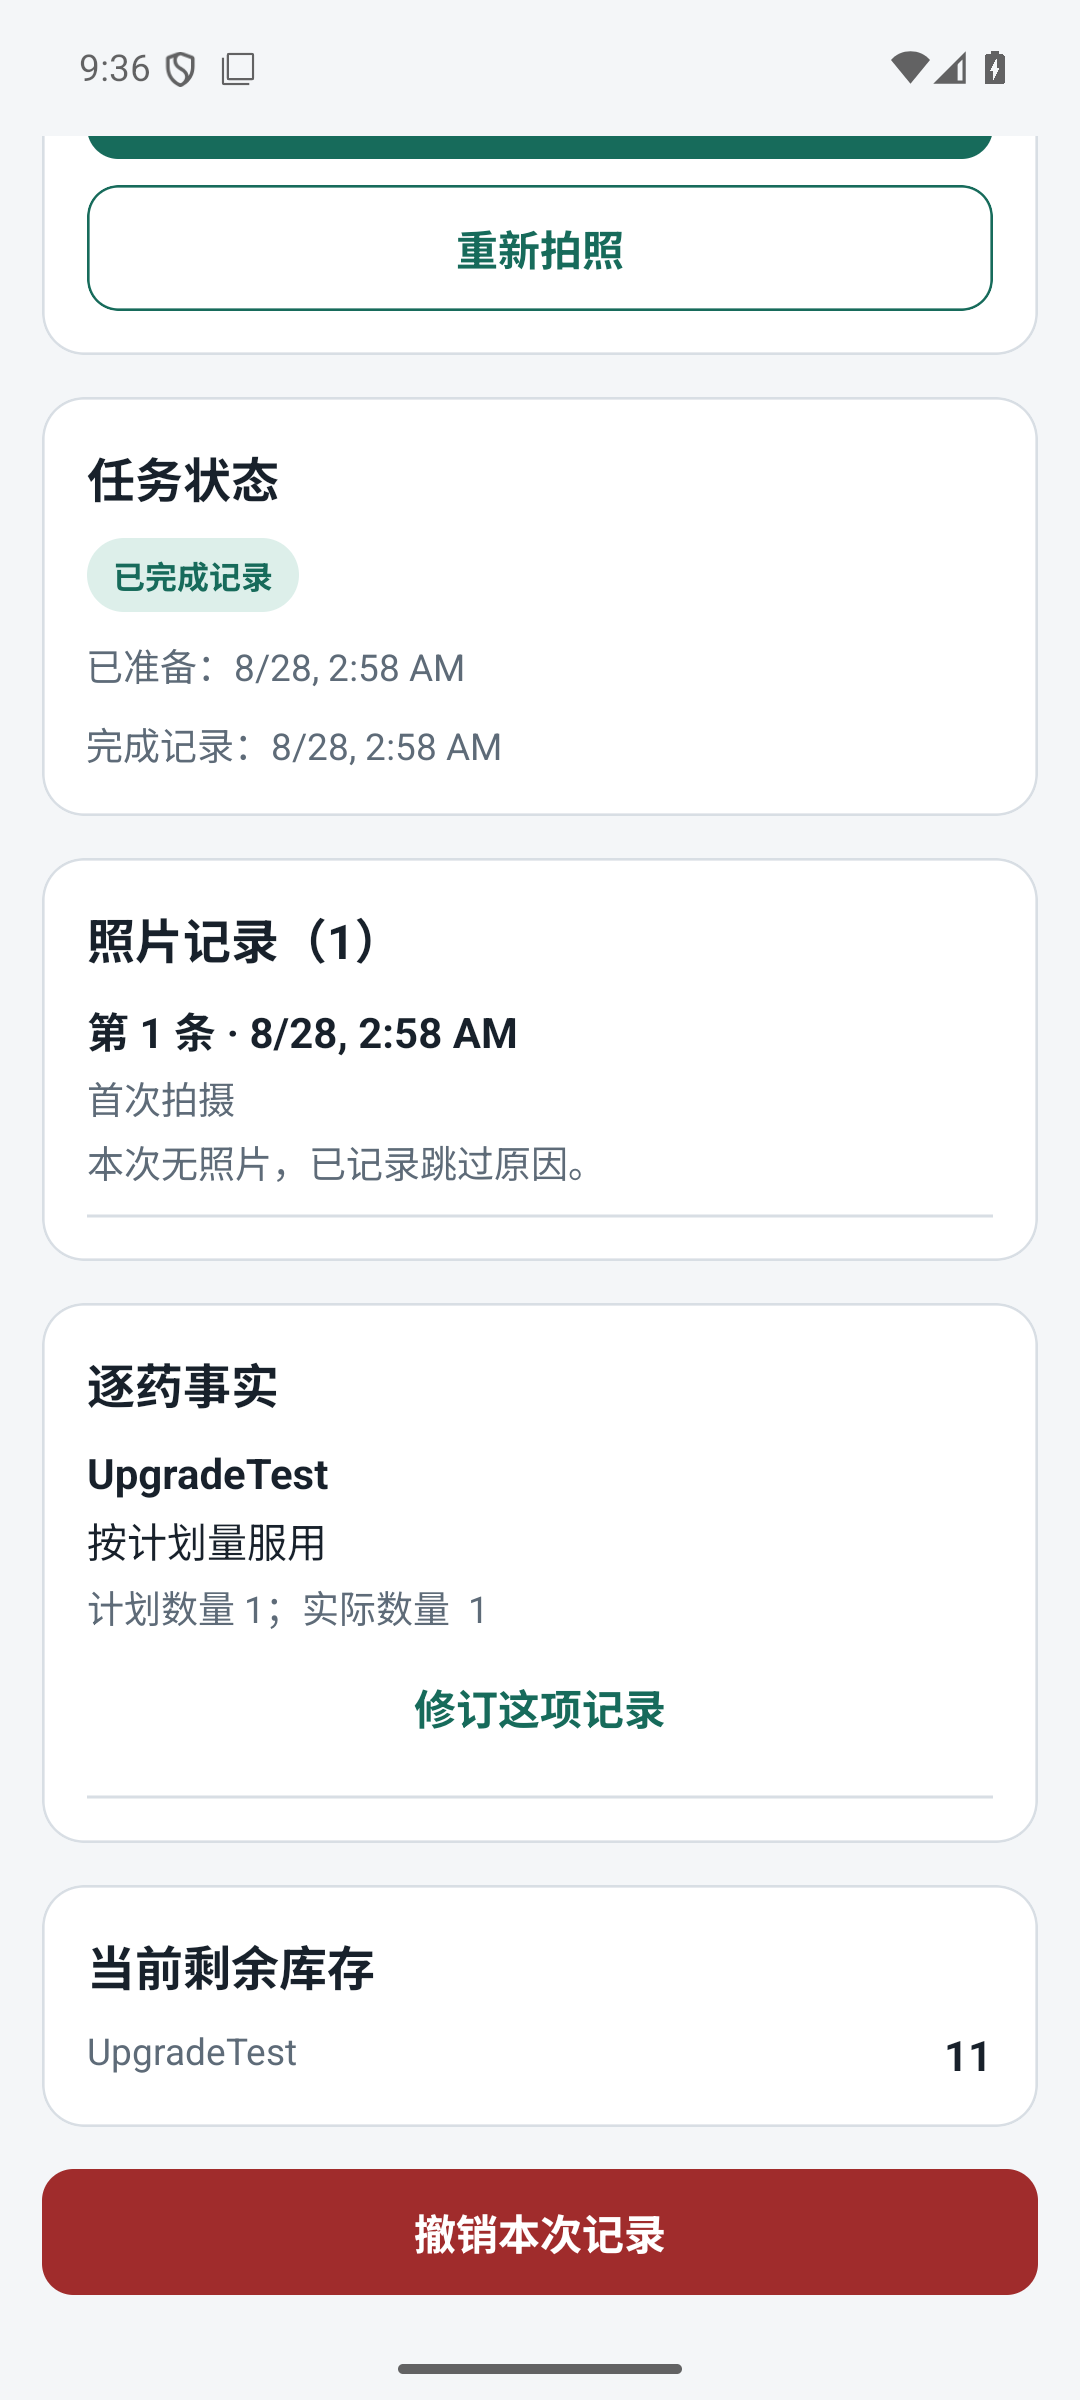 9:36
重新拍照
任务状态
已完成记录
已准备：8/28, 2:58 AM
完成记录：8/28, 2:58 AM
照片记录（1）
第 1 条 · 8/28, 2:58 AM
首次拍摄
本次无照片，已记录跳过原因。
逐药事实
UpgradeTest
按计划量服用
计划数量 1；实际数量 1
修订这项记录
当前剩余库存
UpgradeTest 11
撤销本次记录